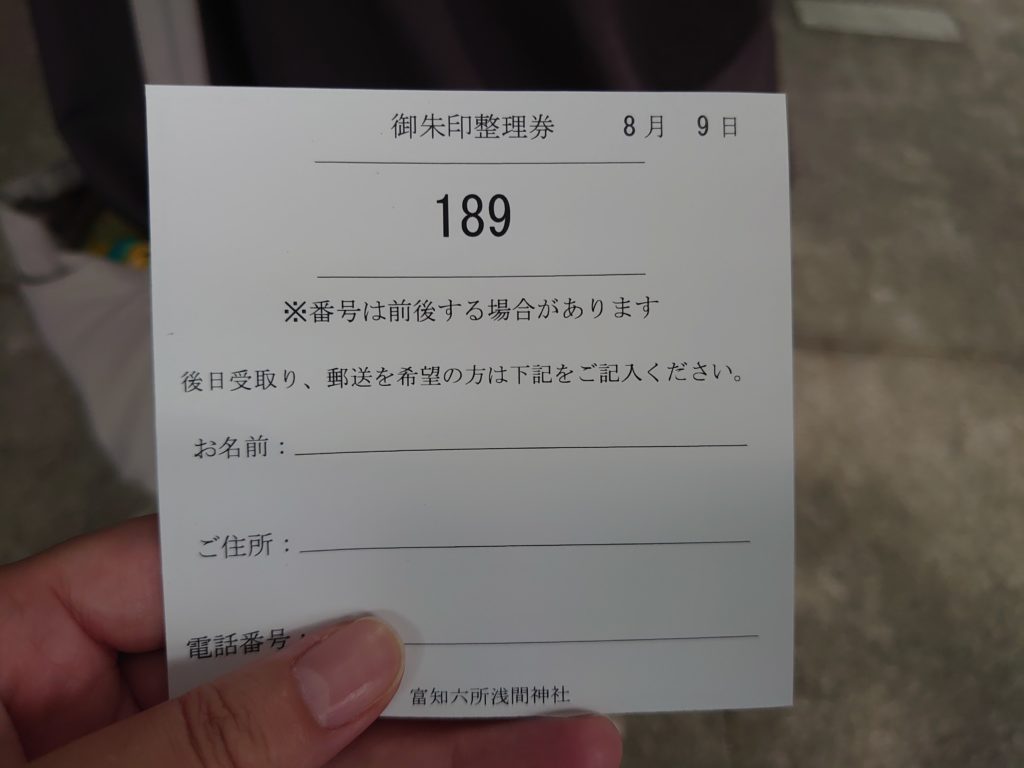 御朱印整理券 8月 9日
189
※番号は前後する場合があります
後日受取り、郵送を希望の方は下記をご記入ください。
お名前：
ご住所：
電話番号：
富知六所浅間神社